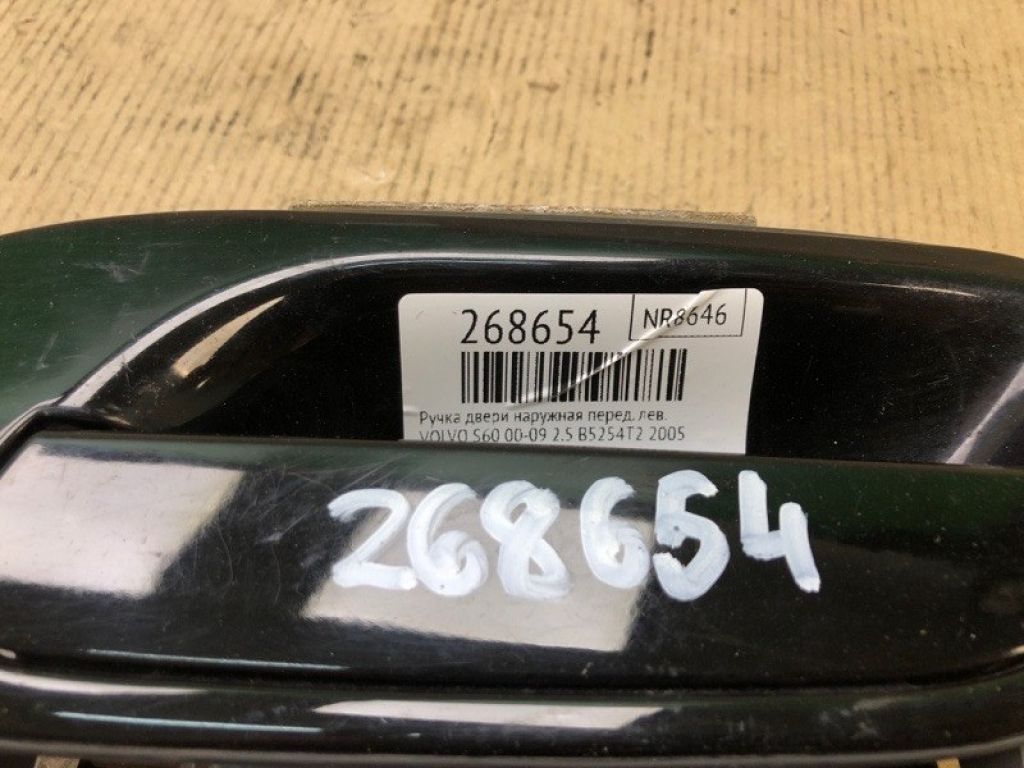 268654 NR8646
Ручка двери наружная перед. лев.
VOLVO S60 00-09 2.5 B5254T2 2005
268654